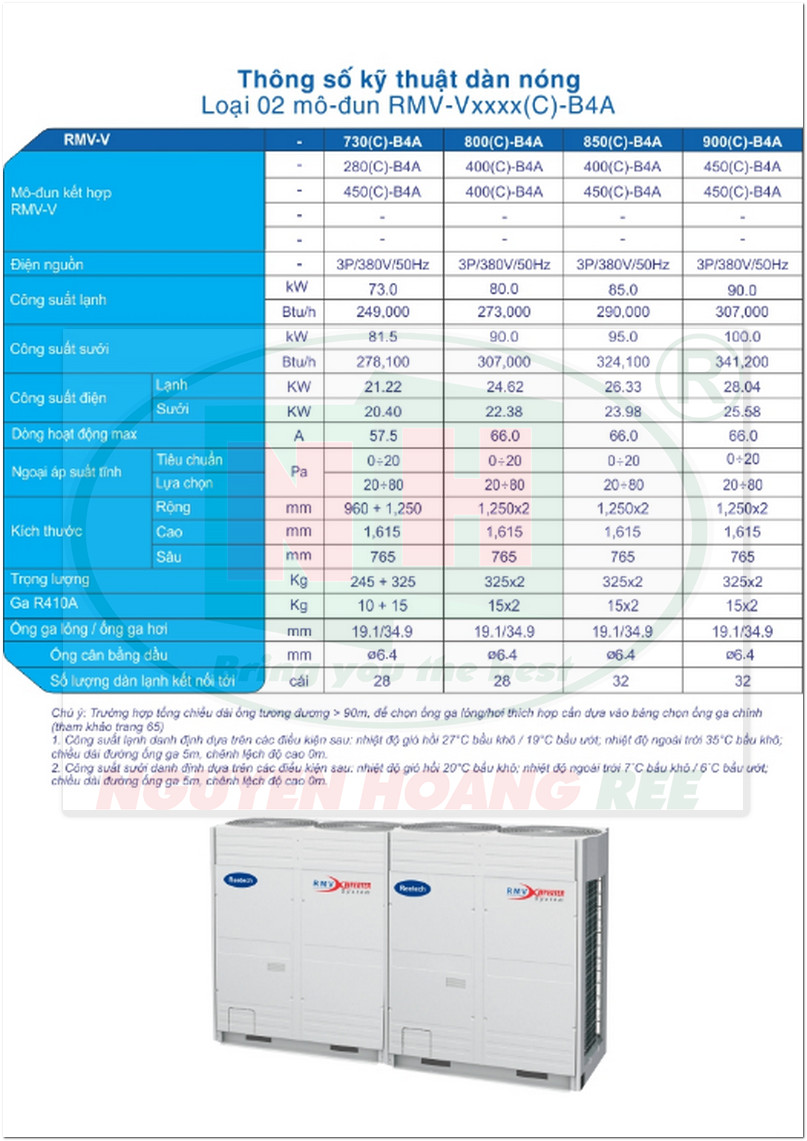 Thông số kỹ thuật dàn nóng
Loại 02 mô-đun RMV-Vxxxx(C)-B4A
RMV-V - 730(C)-B4A 800(C)-B4A 850(C)-B4A 900(C)-B4A
Mô-đun kết hợp
RMV-V
- 280(C)-B4A 400(C)-B4A 400(C)-B4A 450(C)-B4A
- 450(C)-B4A 400(C)-B4A 450(C)-B4A 450(C)-B4A
- - - - -
- - - - -
Điện nguồn - 3P/380V/50Hz 3P/380V/50Hz 3P/380V/50Hz 3P/380V/50Hz
Công suất lạnh kW 73.0 80.0 85.0 90.0
Btu/h 249,000 273,000 290,000 307,000
Công suất sưởi kW 81.5 90.0 95.0 100.0
Btu/h 278,100 307,000 324,100 341,200
Công suất điện Lạnh KW 21.22 24.62 26.33 28.04
Sưởi KW 20.40 22.38 23.98 25.58
Dòng hoạt động max A 57.5 66.0 66.0 66.0
Ngoại áp suất tĩnh Tiêu chuẩn Pa 0÷20 0÷20 0÷20 0÷20
Lựa chọn 20÷80 20÷80 20÷80 20÷80
Kích thước Rộng mm 960 + 1,250 1,250x2 1,250x2 1,250x2
Cao mm 1,615 1,615 1,615 1,615
Sâu mm 765 765 765 765
Trọng lượng Kg 245 + 325 325x2 325x2 325x2
Ga R410A Kg 10 + 15 15x2 15x2 15x2
Ống ga lỏng / ống ga hơi mm 19.1/34.9 19.1/34.9 19.1/34.9 19.1/34.9
Ống cân bằng dầu mm ø6.4 ø6.4 ø6.4 ø6.4
Số lượng dàn lạnh kết nối tới cái 28 28 32 32
NH ®
Bring you the best
Chú ý: Trường hợp tổng chiều dài ống tương đương > 90m, để chọn ống ga lỏng/hơi thích hợp cần dựa vào bảng chọn ống ga chính
(tham khảo trang 65)
1. Công suất lạnh danh định dựa trên các điều kiện sau: nhiệt độ gió hồi 27°C bầu khô / 19°C bầu ướt; nhiệt độ ngoài trời 35°C bầu khô;
chiều dài đường ống ga 5m, chênh lệch độ cao 0m.
2. Công suất sưởi danh định dựa trên các điều kiện sau: nhiệt độ gió hồi 20°C bầu khô; nhiệt độ ngoài trời 7°C bầu khô / 6°C bầu ướt;
chiều dài đường ống ga 5m, chênh lệch độ cao 0m.
NGUYEN HOANG REE
Reetech RMV INVERTER System
Reetech RMV INVERTER System